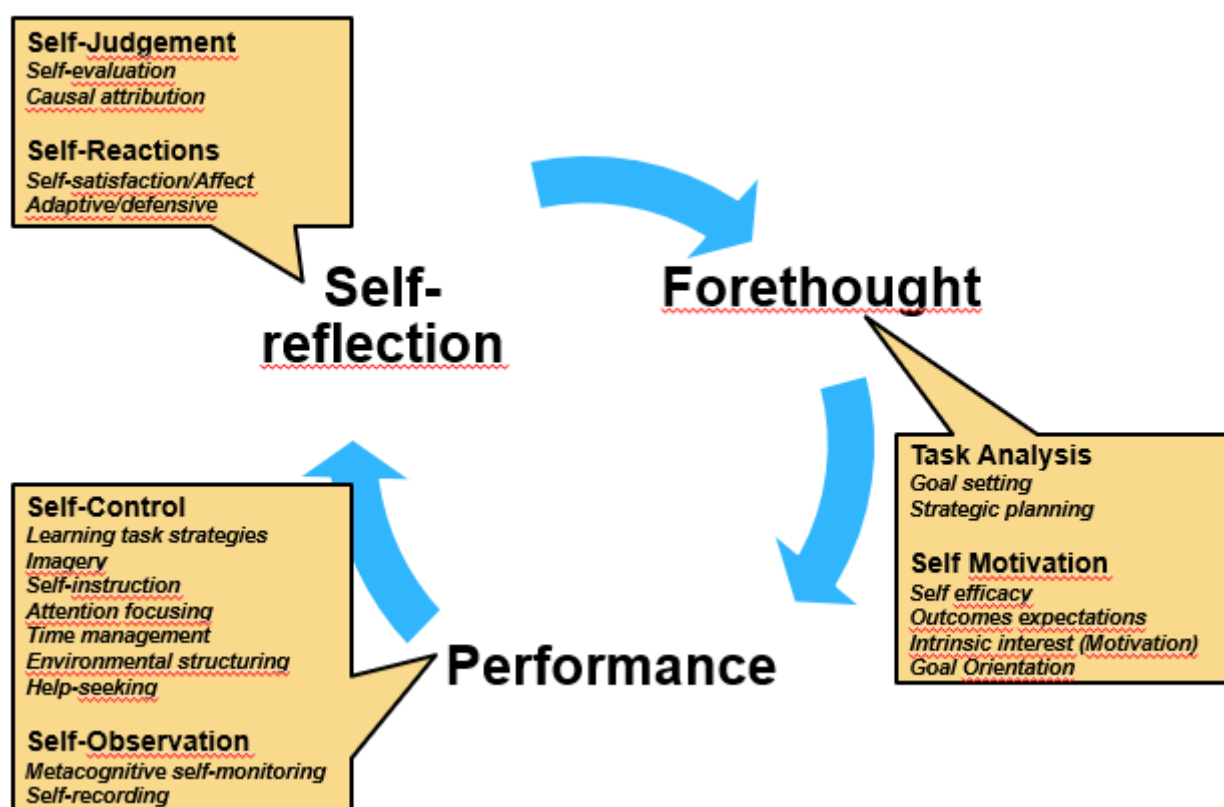 Self-Judgement
Self-evaluation
Causal attribution
Self-Reactions
Self-satisfaction/Affect
Adaptive/defensive
Self-
reflection
Forethought
Task Analysis
Goal setting
Strategic planning
Self Motivation
Self efficacy
Outcomes expectations
Intrinsic interest (Motivation)
Goal Orientation
Performance
Self-Control
Learning task strategies
Imagery
Self-instruction
Attention focusing
Time management
Environmental structuring
Help-seeking
Self-Observation
Metacognitive self-monitoring
Self-recording